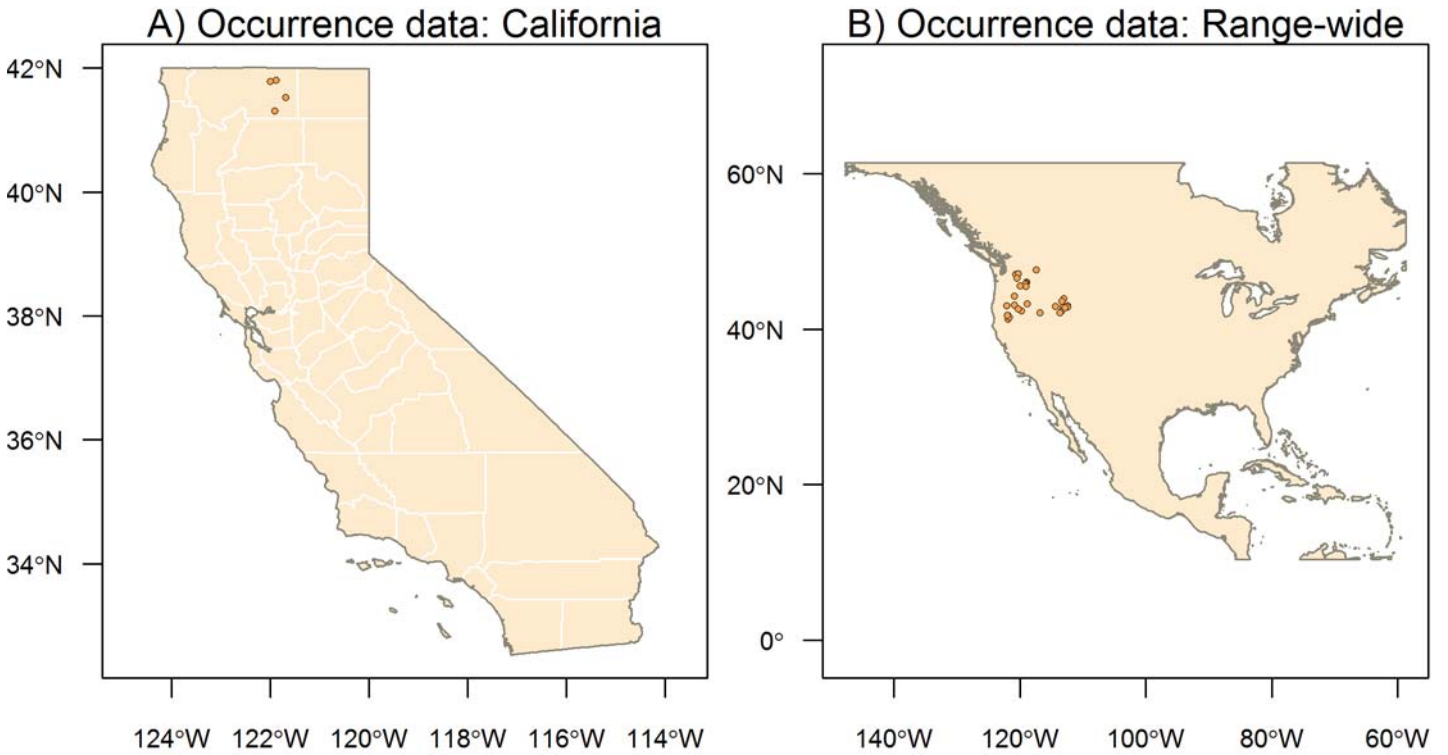 A) Occurrence data: California
42°N
40°N
38°N
36°N
34°N
124°W 122°W 120°W 118°W 116°W 114°W
B) Occurrence data: Range-wide
60°N
40°N
20°N
0°
140°W 120°W 100°W 80°W 60°W